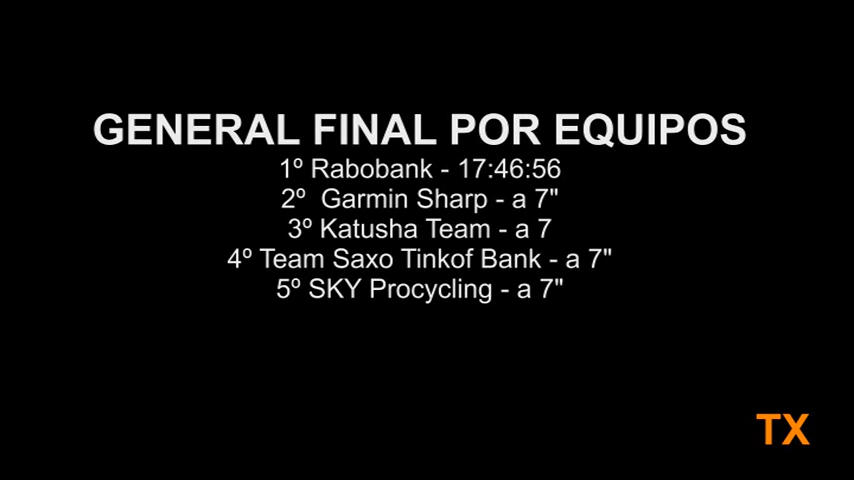 GENERAL FINAL POR EQUIPOS
1º Rabobank - 17:46:56
2º  Garmin Sharp - a 7"
3º Katusha Team - a 7
4º Team Saxo Tinkof Bank - a 7"
5º SKY Procycling - a 7"
TX